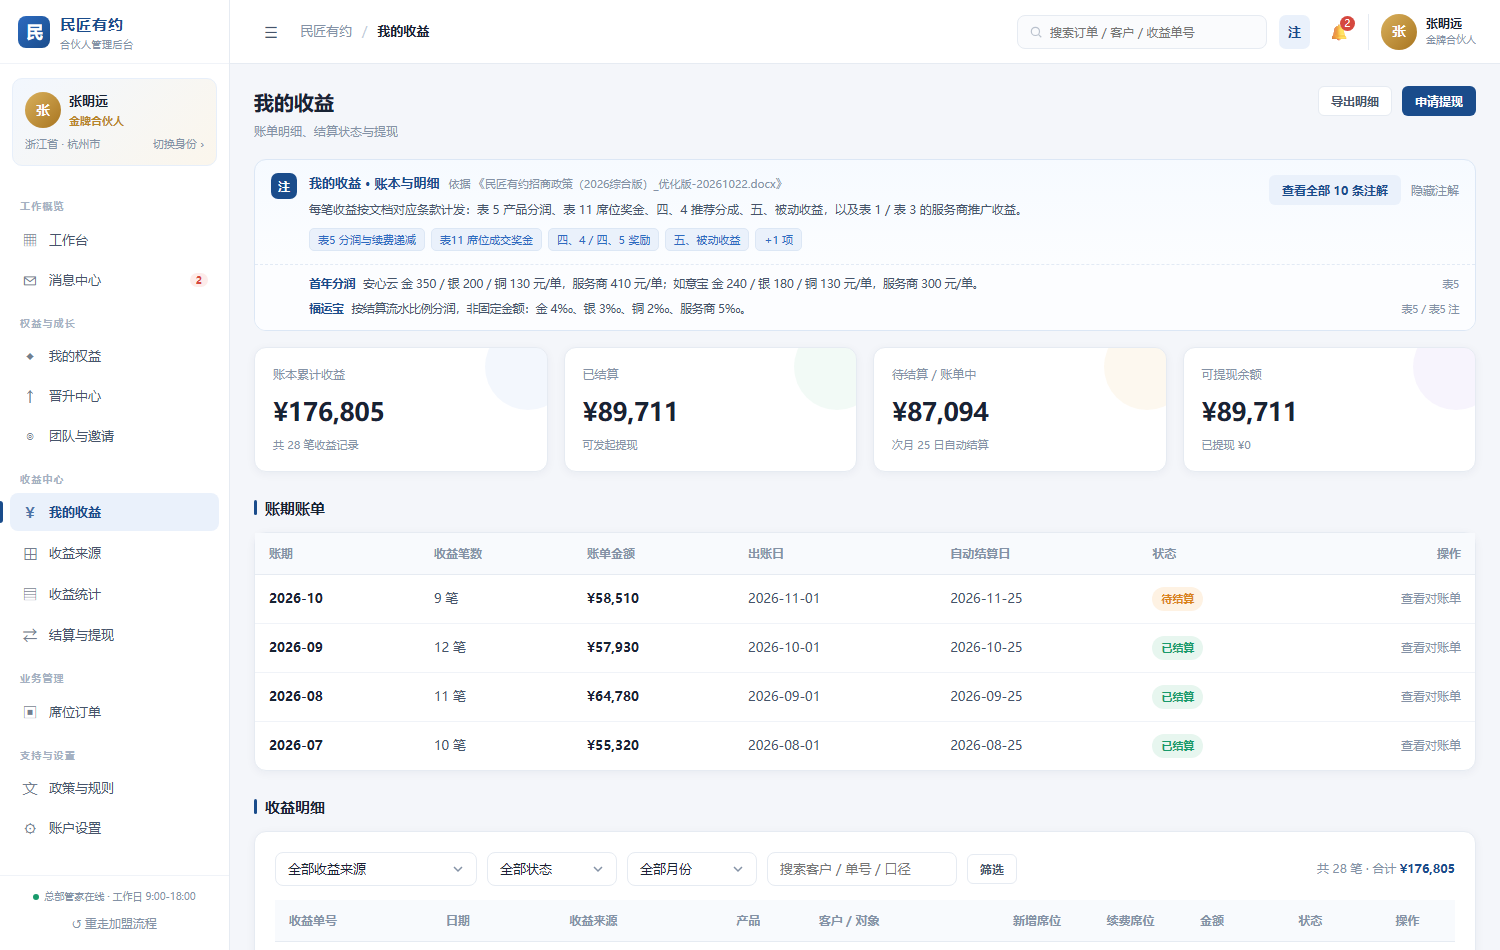 民
民匠有约
合伙人管理后台
张
张明远
金牌合伙人
浙江省 · 杭州市
切换身份 ›
工作概览
工作台
消息中心
2
权益与成长
我的权益
晋升中心
团队与邀请
收益中心
¥ 我的收益
收益来源
收益统计
结算与提现
业务管理
席位订单
支持与设置
文 政策与规则
账户设置
总部管家在线 · 工作日 9:00-18:00
↺ 重走加盟流程
☰ 民匠有约 / 我的收益
搜索订单 / 客户 / 收益单号
注
2
张
张明远
金牌合伙人
我的收益
账单明细、结算状态与提现
导出明细
申请提现
注
我的收益 • 账本与明细 依据 《民匠有约招商政策（2026综合版）_优化版-20261022.docx》
查看全部 10 条注解
隐藏注解
每笔收益按文档对应条款计发：表 5 产品分润、表 11 席位奖金、四、4 推荐分成、五、被动收益，以及表 1 / 表 3 的服务商推广收益。
表5 分润与续费递减
表11 席位成交奖金
四、4 / 四、5 奖励
五、被动收益
+1 项
首年分润 安心云 金 350 / 银 200 / 铜 130 元/单，服务商 410 元/单；如意宝 金 240 / 银 180 / 铜 130 元/单，服务商 300 元/单。
表5
福运宝 按结算流水比例分润，非固定金额：金 4‰、银 3‰、铜 2‰、服务商 5‰。
表5 / 表5 注
账本累计收益
¥176,805
共 28 笔收益记录
已结算
¥89,711
可发起提现
待结算 / 账单中
¥87,094
次月 25 日自动结算
可提现余额
¥89,711
已提现 ¥0
账期账单
账期 收益笔数 账单金额 出账日 自动结算日 状态 操作
2026-10 9 笔 ¥58,510 2026-11-01 2026-11-25 待结算 查看对账单
2026-09 12 笔 ¥57,930 2026-10-01 2026-10-25 已结算 查看对账单
2026-08 11 笔 ¥64,780 2026-09-01 2026-09-25 已结算 查看对账单
2026-07 10 笔 ¥55,320 2026-08-01 2026-08-25 已结算 查看对账单
收益明细
全部收益来源
全部状态
全部月份
搜索客户 / 单号 / 口径
筛选
共 28 笔 · 合计 ¥176,805
收益单号 日期 收益来源 产品 客户 / 对象 新增席位 续费席位 金额 状态 操作